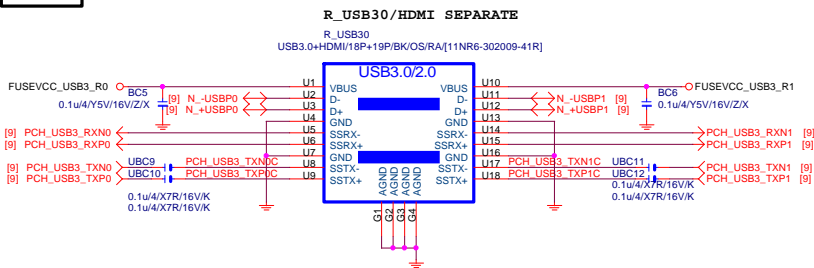 R_USB30/HDMI SEPARATE
R_USB30
USB3.0+HDMI/18P+19P/BK/OS/RA/[11NR6-302009-41R]
USB3.0/2.0
FUSEVCC_USB3_R0
BC5
0.1u/4/Y5V/16V/Z/X
[9] N_-USBP0
[9] N_+USBP0
[9] PCH_USB3_RXN0
[9] PCH_USB3_RXP0
[9] PCH_USB3_TXN0
[9] PCH_USB3_TXP0
UBC9
UBC10
PCH_USB3_TXN0C
PCH_USB3_TXP0C
0.1u/4/X7R/16V/K
0.1u/4/X7R/16V/K
U1
U2
U3
U4
U5
U6
U7
U8
U9
VBUS
D-
D+
GND
SSRX-
SSRX+
GND
SSTX-
SSTX+
VBUS
D-
D+
GND
SSRX-
SSRX+
GND
SSTX-
SSTX+
AGND
AGND
AGND
AGND
G1
G2
G3
G4
U10
U11
U12
U13
U14
U15
U16
U17
U18
FUSEVCC_USB3_R1
BC6
0.1u/4/Y5V/16V/Z/X
N_-USBP1 [9]
N_+USBP1 [9]
PCH_USB3_RXN1 [9]
PCH_USB3_RXP1 [9]
PCH_USB3_TXN1C
PCH_USB3_TXP1C
UBC11
UBC12
0.1u/4/X7R/16V/K
0.1u/4/X7R/16V/K
PCH_USB3_TXN1 [9]
PCH_USB3_TXP1 [9]